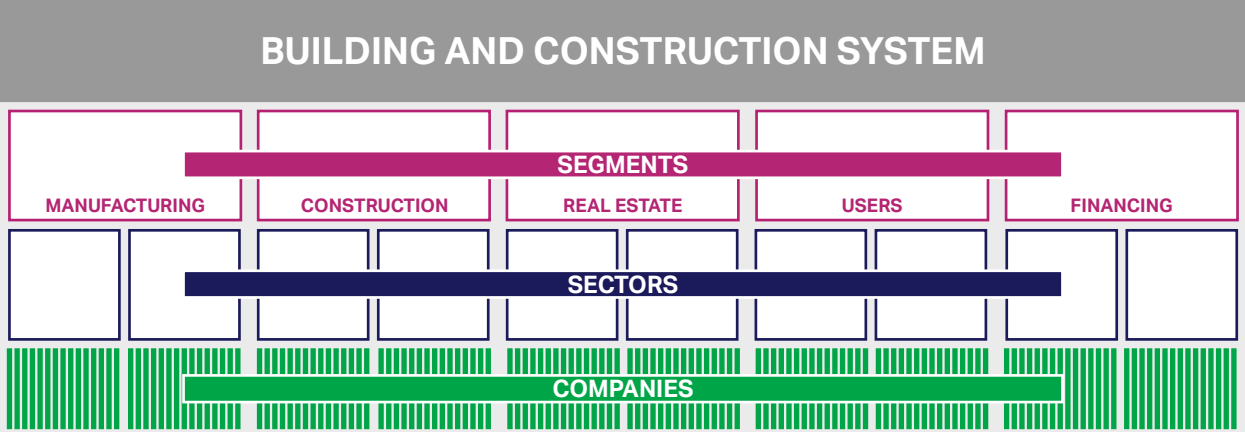 BUILDING AND CONSTRUCTION SYSTEM
SEGMENTS
MANUFACTURING
CONSTRUCTION
REAL ESTATE
USERS
FINANCING
SECTORS
COMPANIES